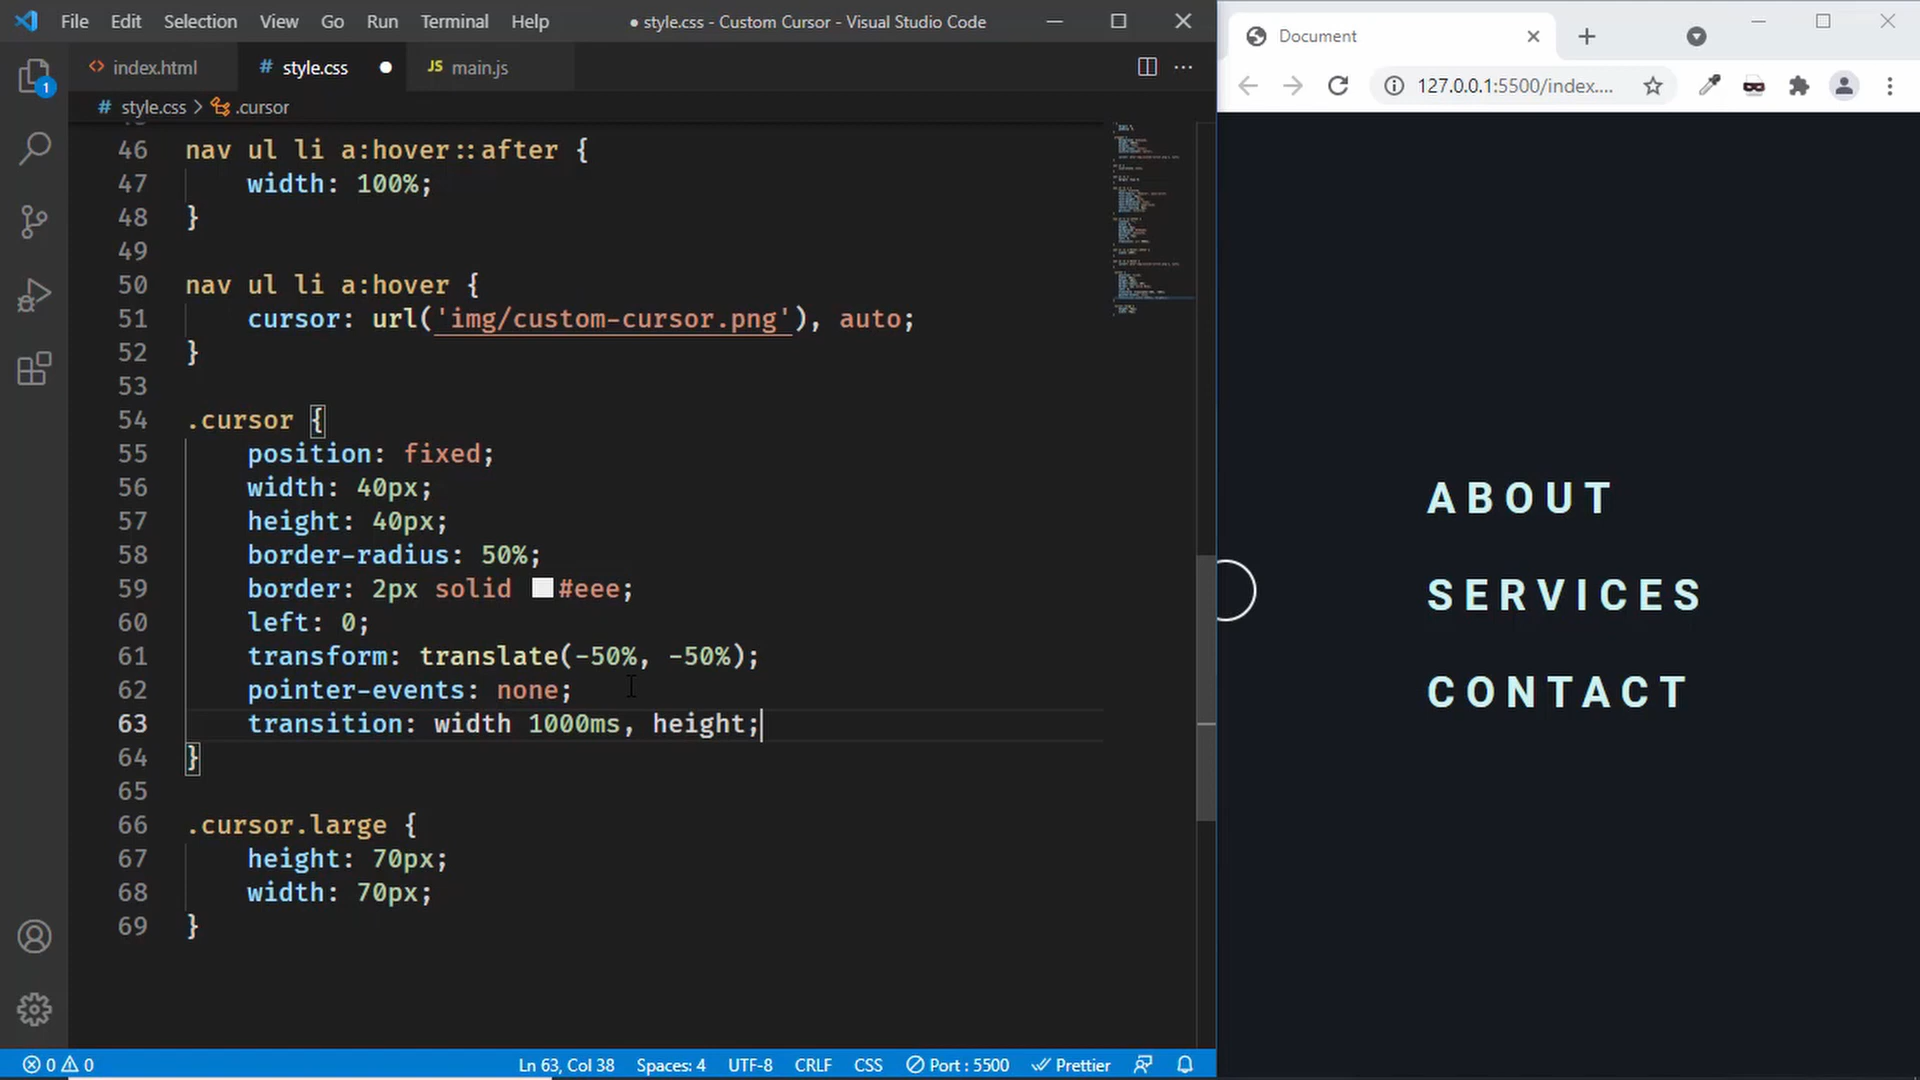 File Edit Selection View Go Run Terminal Help ● style.css - Custom Cursor - Visual Studio Code
index.html # style.css ● JS main.js
# style.css > .cursor
46 nav ul li a:hover::after {
47 width: 100%;
48 }
49
50 nav ul li a:hover {
51 cursor: url('img/custom-cursor.png'), auto;
52 }
53
54 .cursor {
55 position: fixed;
56 width: 40px;
57 height: 40px;
58 border-radius: 50%;
59 border: 2px solid #eee;
60 left: 0;
61 transform: translate(-50%, -50%);
62 pointer-events: none;
63 transition: width 1000ms, height;
64 }
65
66 .cursor.large {
67 height: 70px;
68 width: 70px;
69 }
1
0 0 Ln 63, Col 38 Spaces: 4 UTF-8 CRLF CSS Port : 5500 Prettier
Document
127.0.0.1:5500/index....
ABOUT
SERVICES
CONTACT